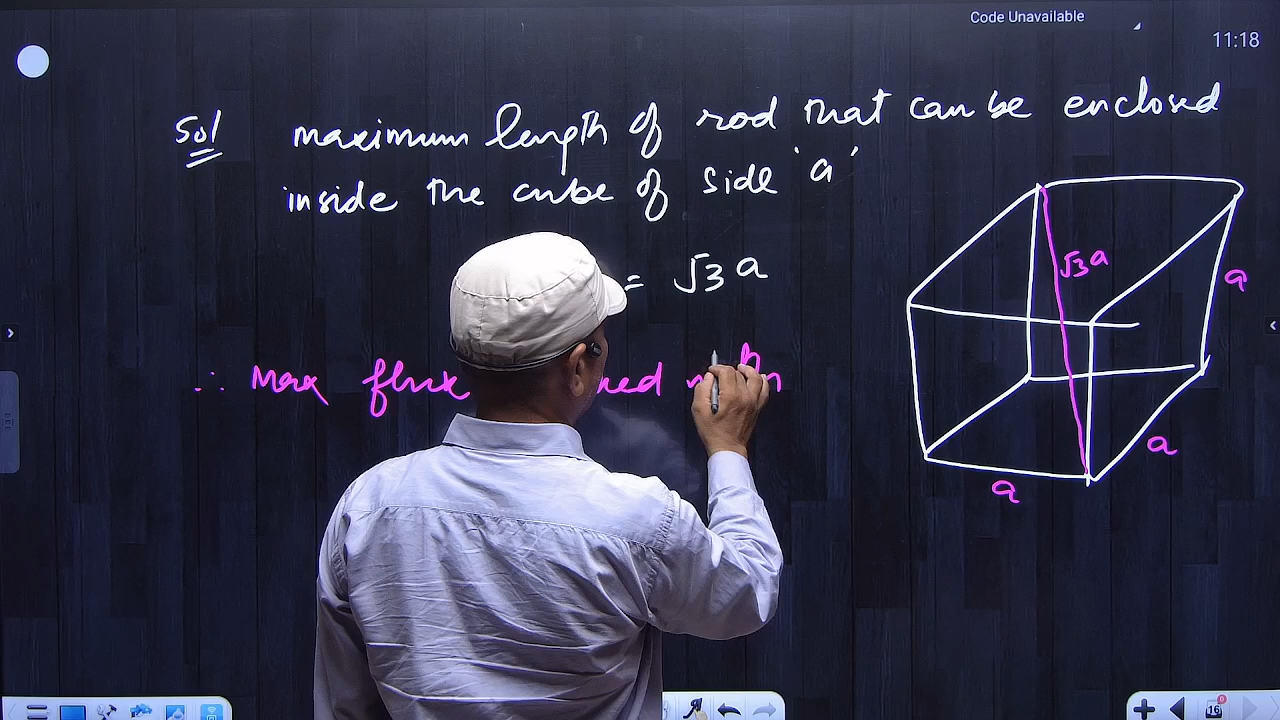 Code Unavailable
11:18
Sol maximum length of rod that can be enclosed
inside the cube of side 'a'
= √3 a
∴ Max flux
√3 a
a
a
a
16